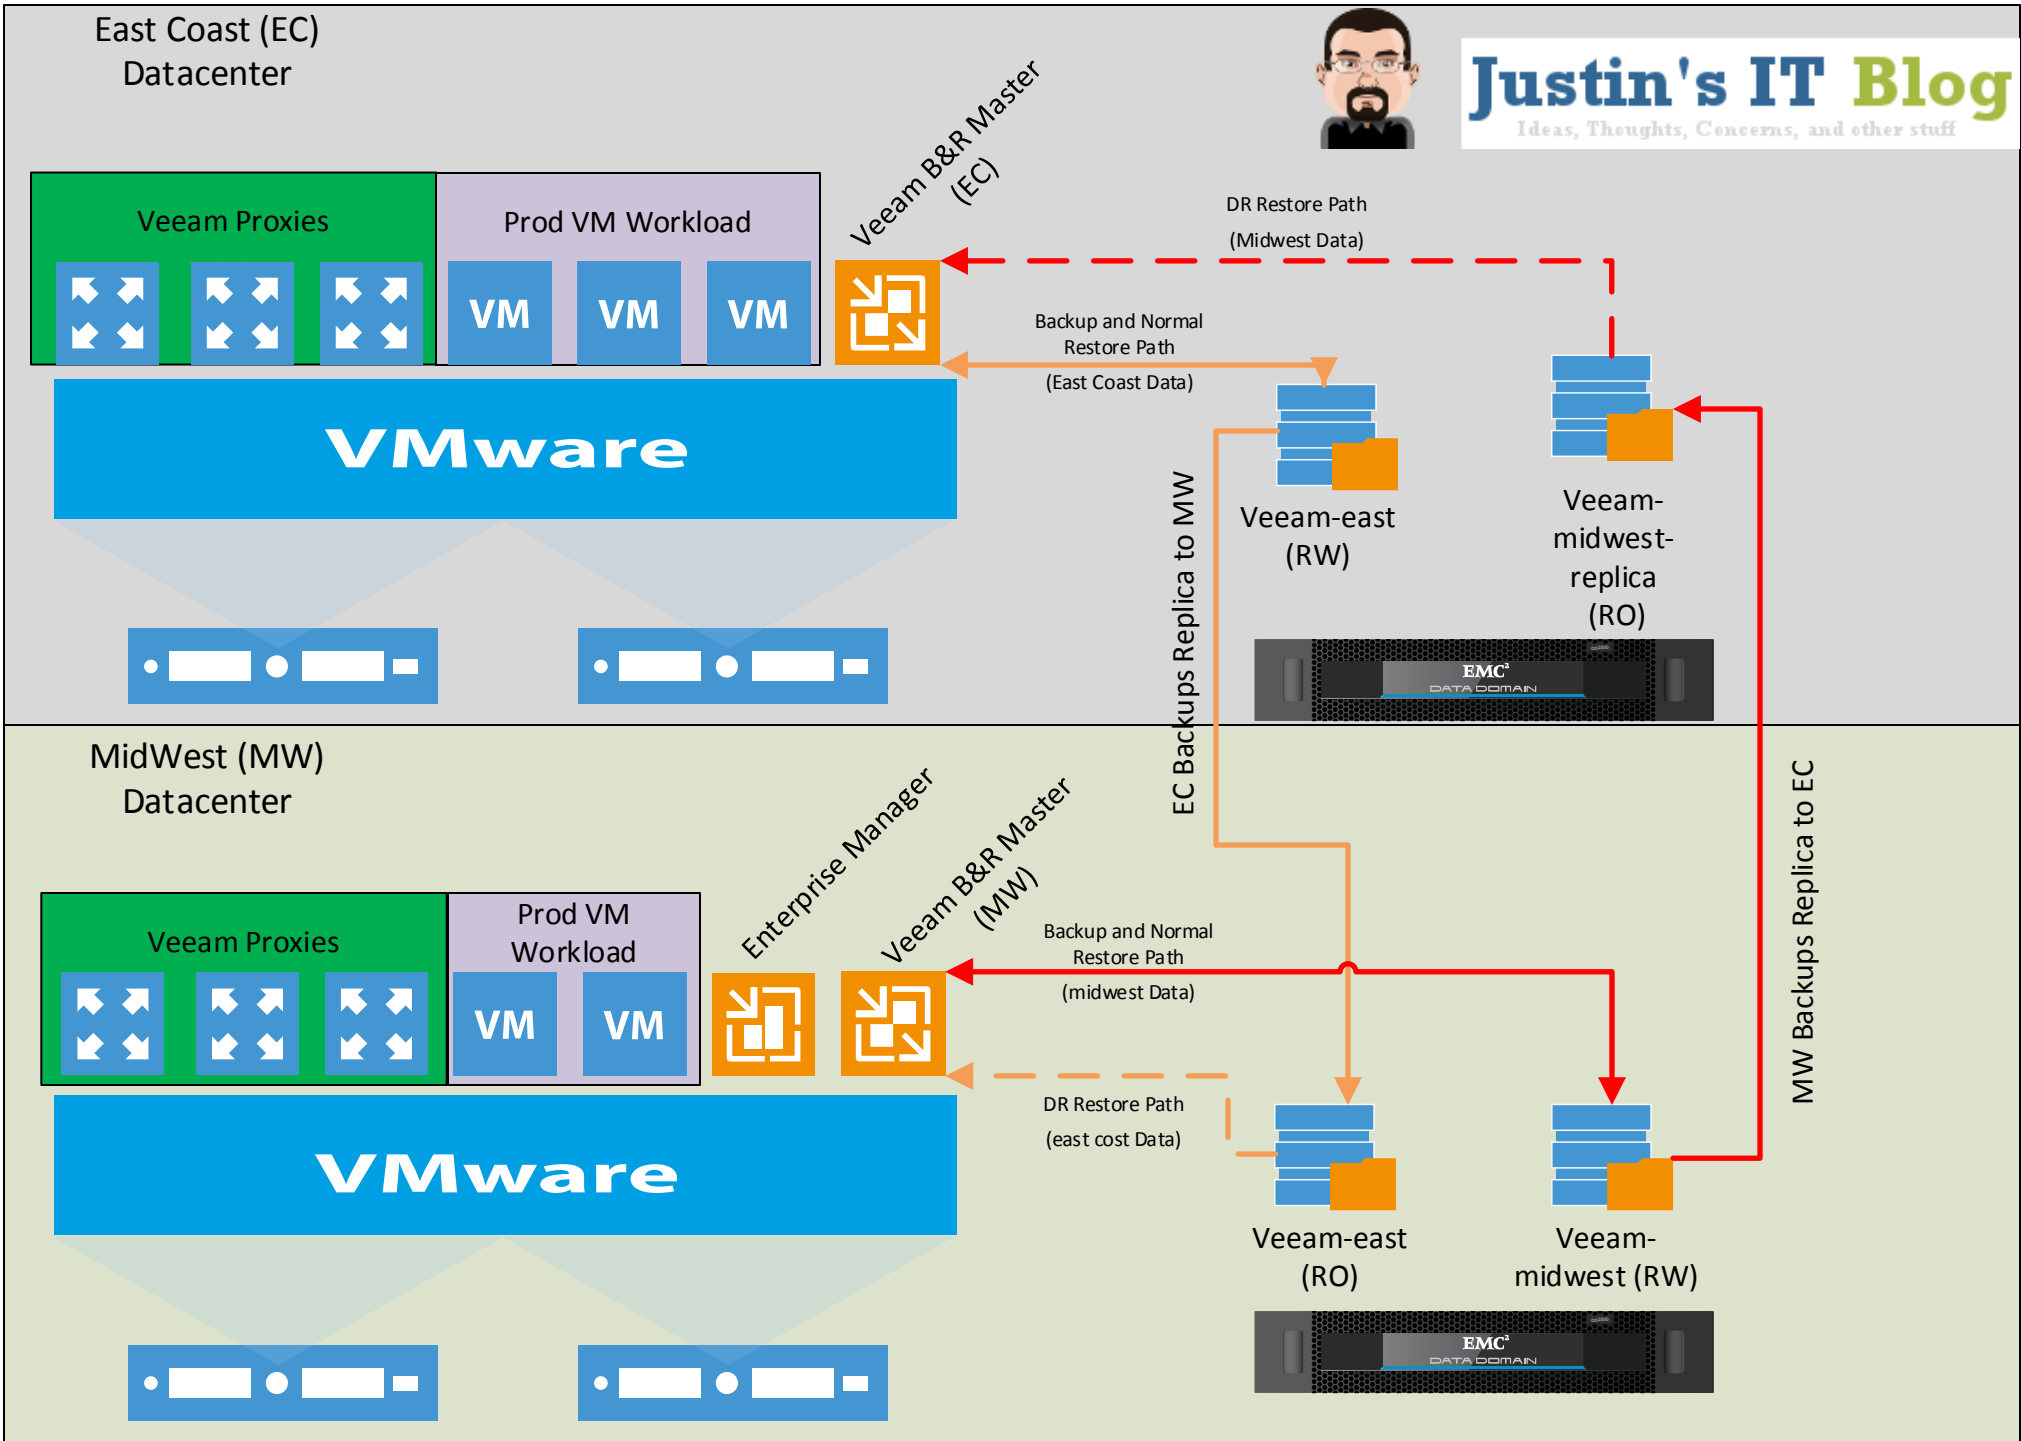 East Coast (EC)
Datacenter
Justin's IT Blog
Ideas, Thoughts, Concerns, and other stuff
Veeam B&R Master
(EC)
Veeam Proxies
Prod VM Workload
VM
VM
VM
DR Restore Path
(Midwest Data)
Backup and Normal
Restore Path
(East Coast Data)
VMware
Veeam-east
(RW)
Veeam-
midwest-
replica
(RO)
EC Backups Replica to MW
EMC²
DATA DOMAIN
MidWest (MW)
Datacenter
Enterprise Manager
Veeam B&R Master
(MW)
MW Backups Replica to EC
Veeam Proxies
Prod VM
Workload
VM
VM
Backup and Normal
Restore Path
(midwest Data)
DR Restore Path
(east cost Data)
VMware
Veeam-east
(RO)
Veeam-
midwest (RW)
EMC²
DATA DOMAIN